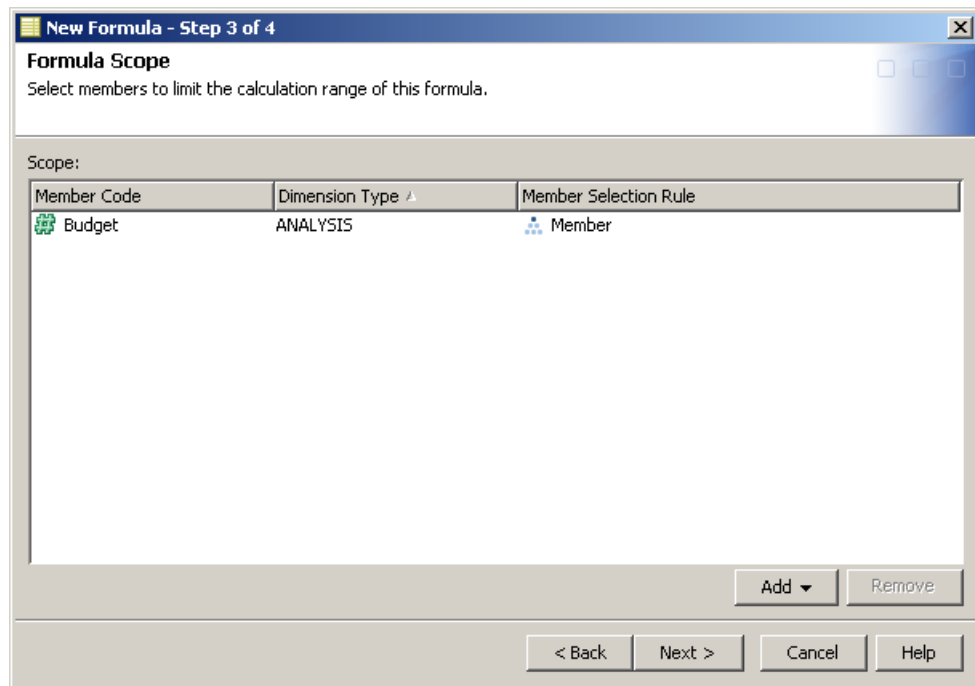 New Formula - Step 3 of 4
Formula Scope
Select members to limit the calculation range of this formula.
Scope:
Member Code Dimension Type Member Selection Rule
Budget ANALYSIS Member
Add Remove
< Back Next > Cancel Help